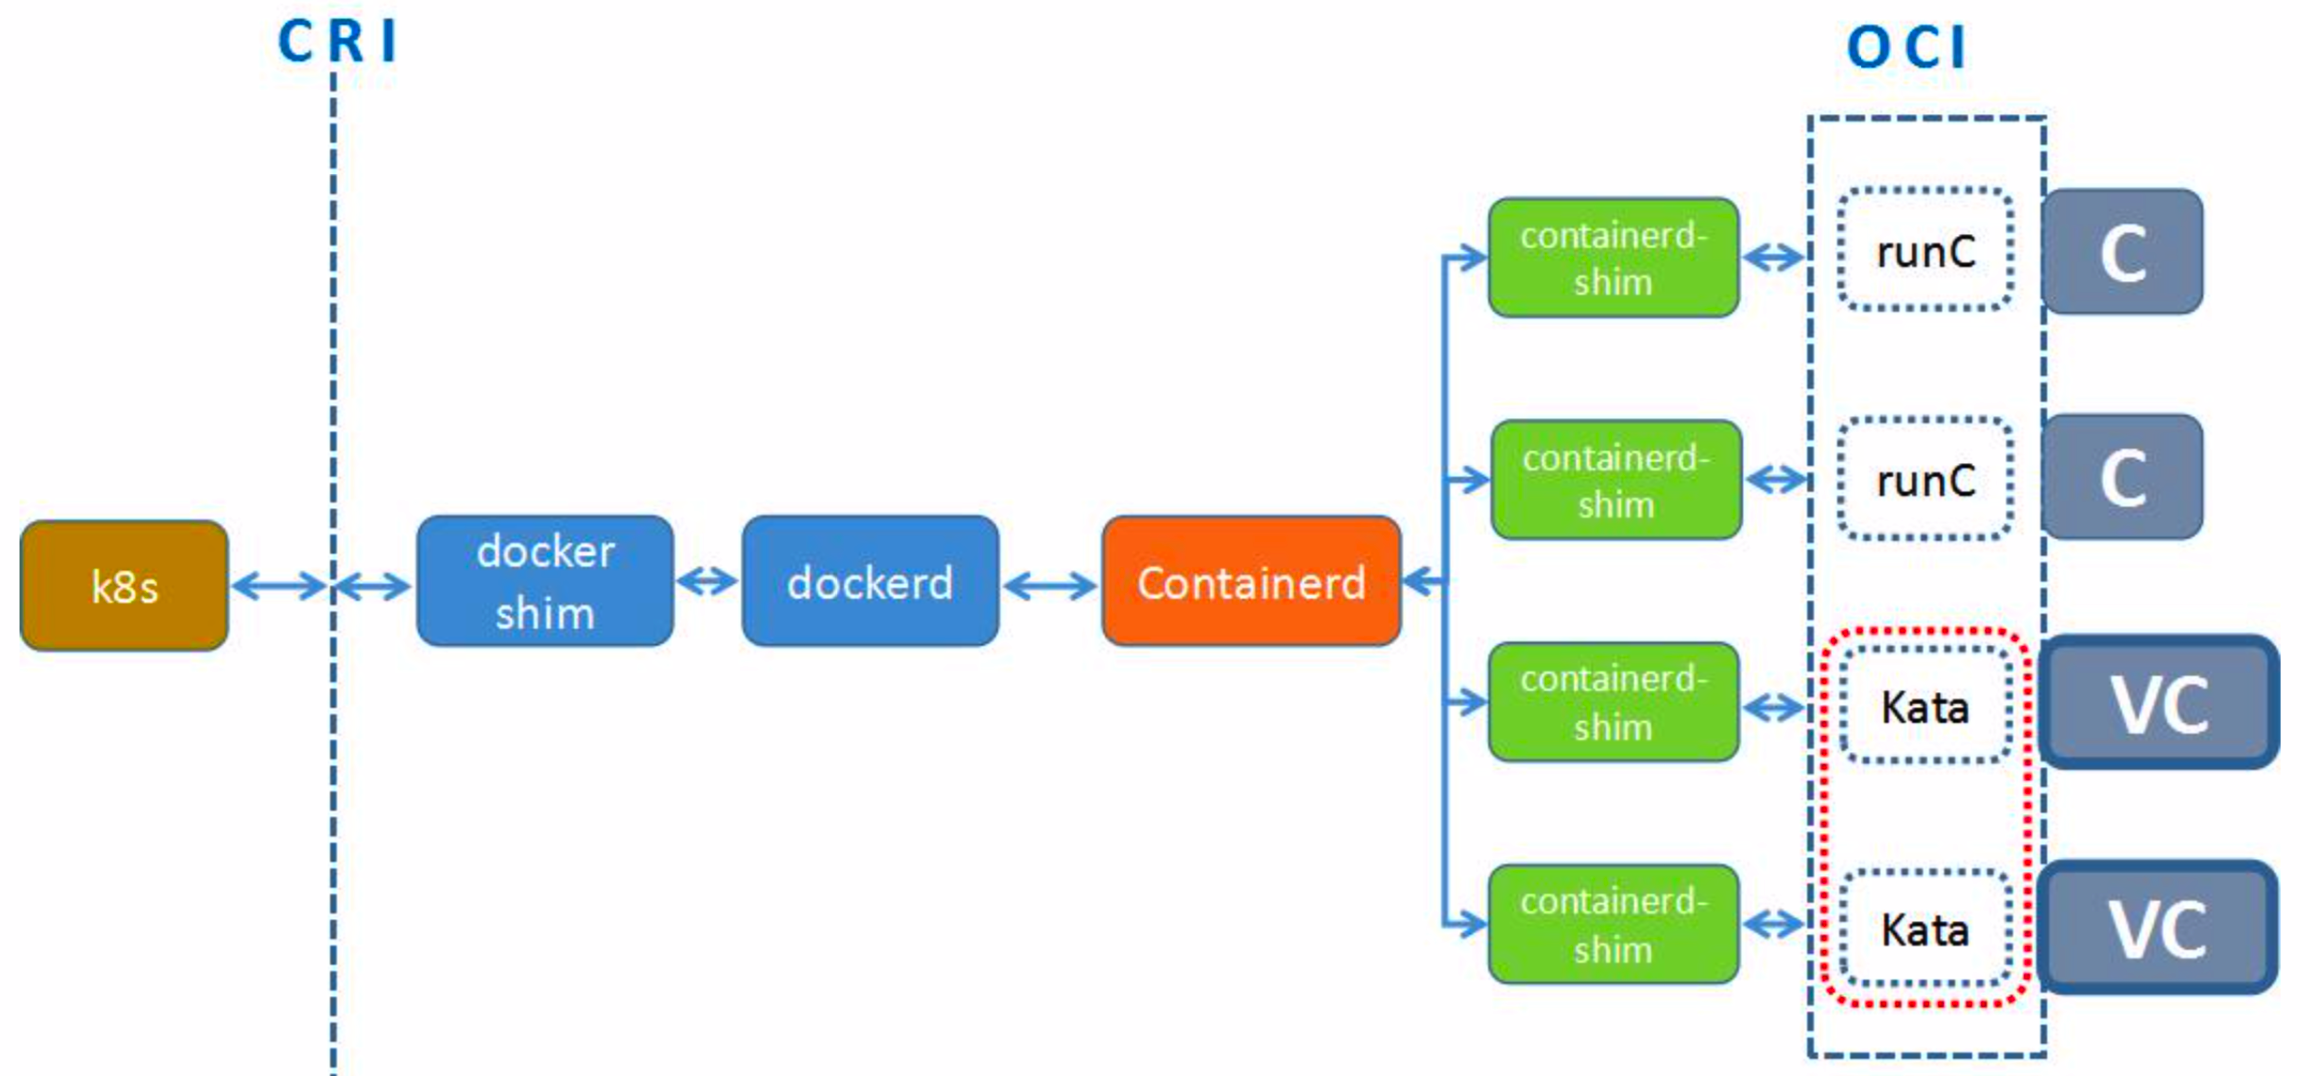 CRI
OCI
containerd-
shim
runC
C
containerd-
shim
runC
C
k8s
docker
shim
dockerd
Containerd
containerd-
shim
Kata
VC
containerd-
shim
Kata
VC